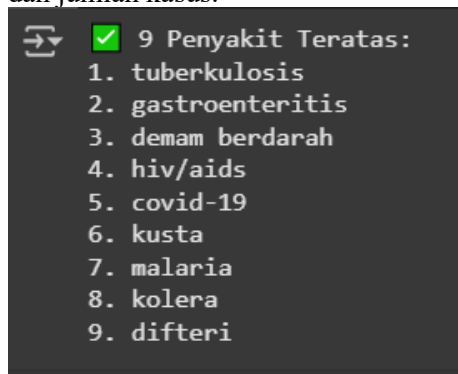 ✅ 9 Penyakit Teratas:
1. tuberkulosis
2. gastroenteritis
3. demam berdarah
4. hiv/aids
5. covid-19
6. kusta
7. malaria
8. kolera
9. difteri